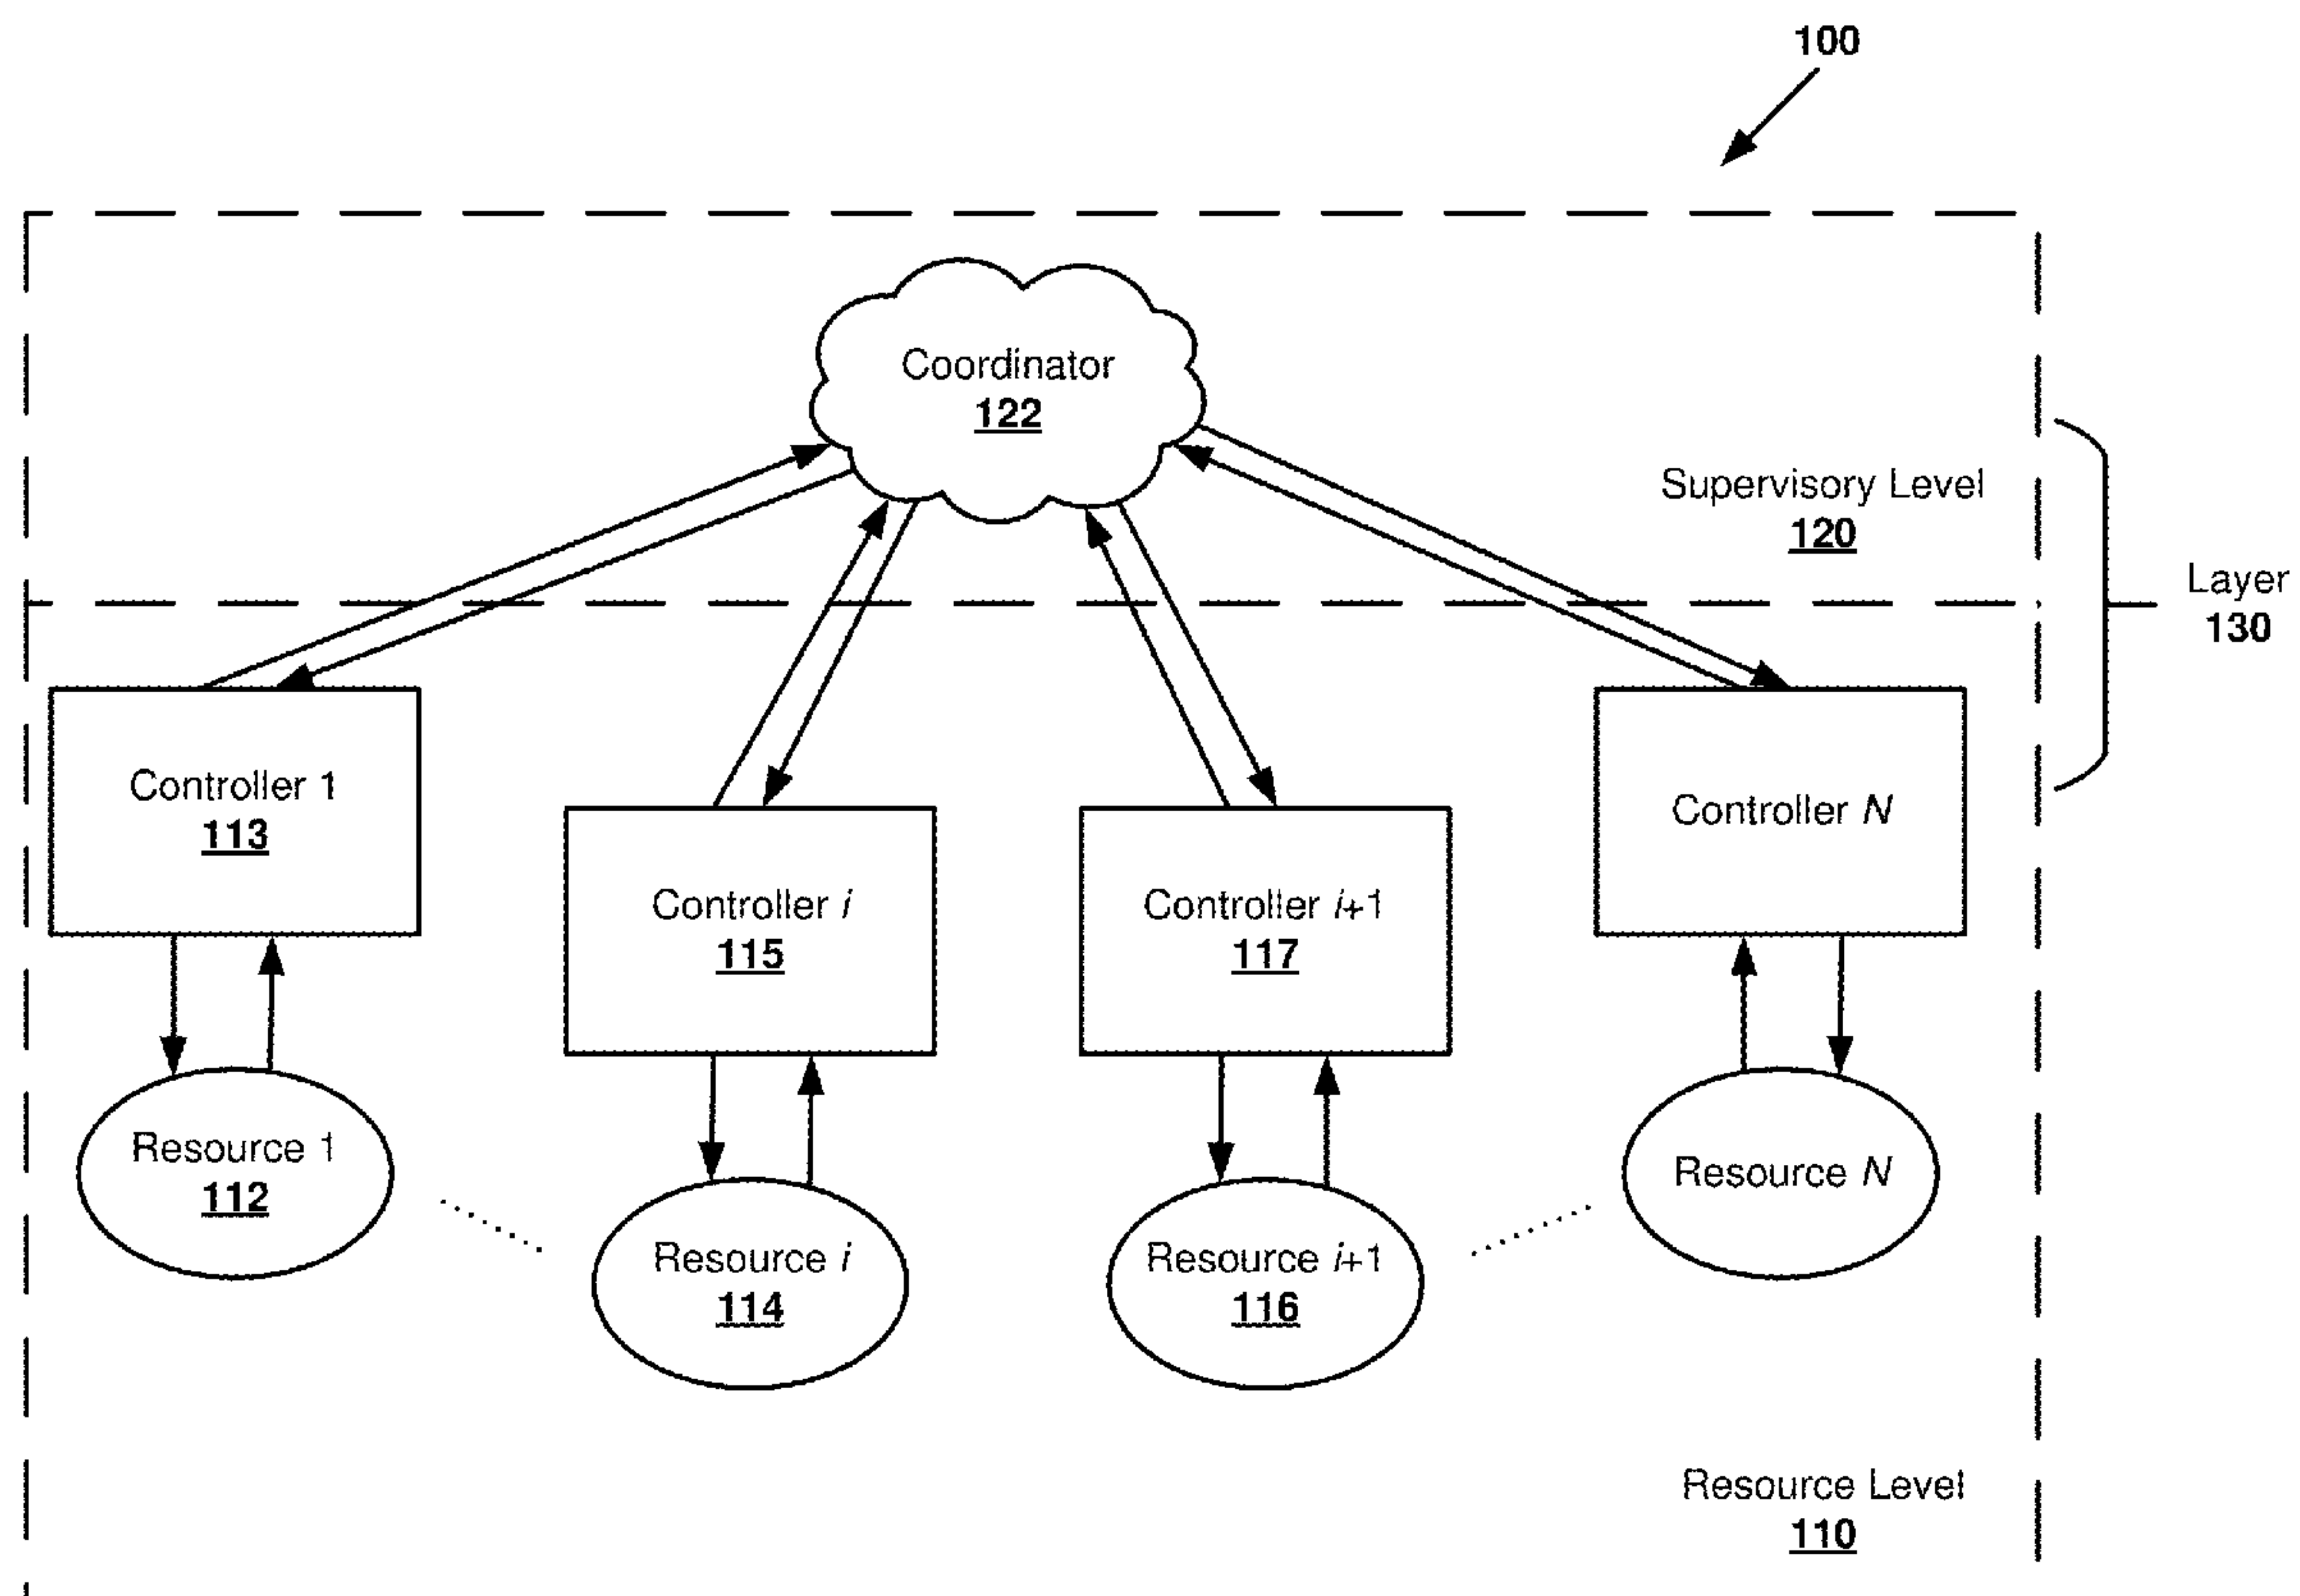 100
Coordinator
122
Supervisory Level
120
Layer
130
Controller 1
113
Controller i
115
Controller i+1
117
Controller N
Resource 1
112
Resource i
114
Resource i+1
116
Resource N
Resource Level
110